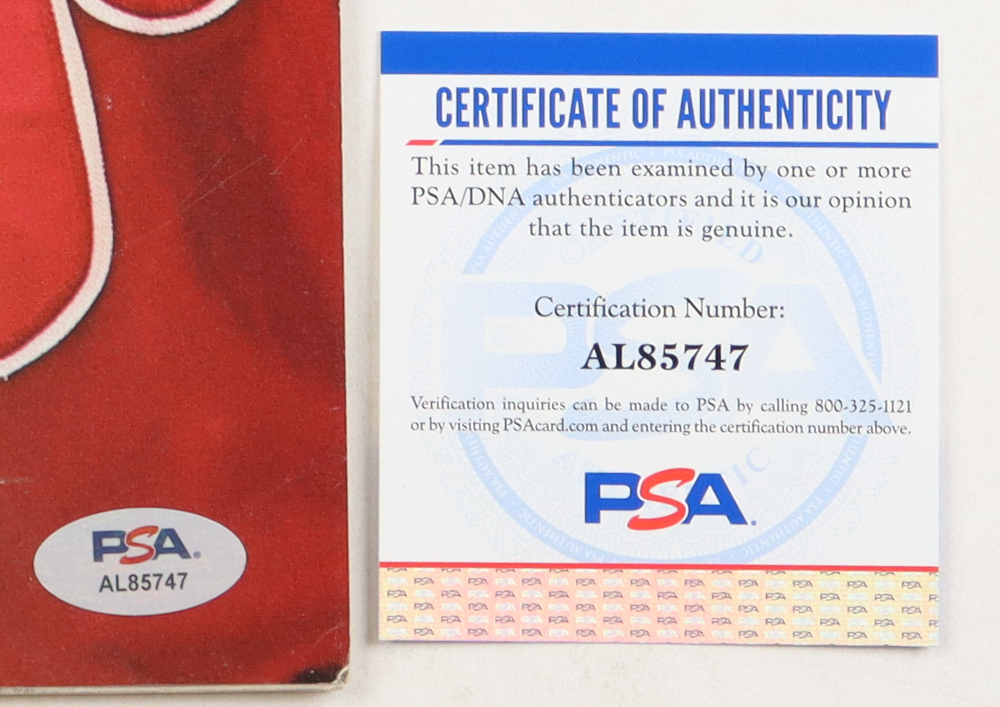 CERTIFICATE OF AUTHENTICITY
This item has been examined by one or more
PSA/DNA authenticators and it is our opinion
that the item is genuine.
Certification Number:
AL85747
Verification inquiries can be made to PSA by calling 800-325-1121
or by visiting PSAcard.com and entering the certification number above.
PSA.
PSA.
AL85747